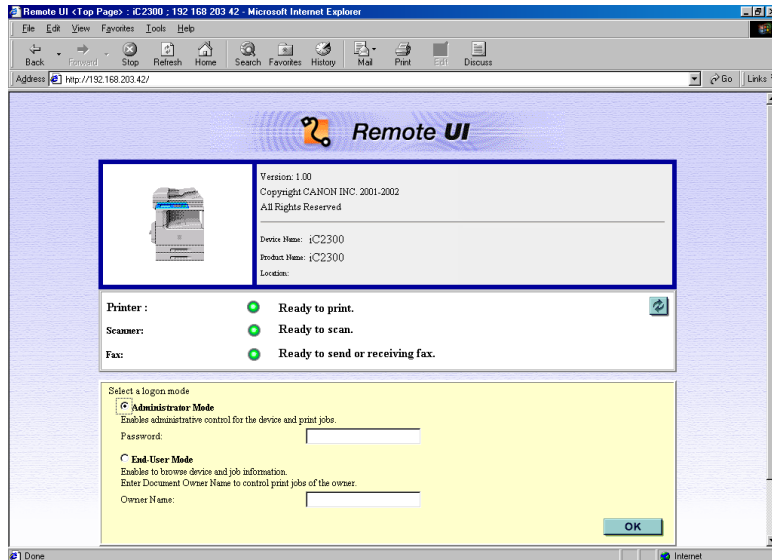 Remote UI <Top Page> : iC2300 ; 192 168 203 42 - Microsoft Internet Explorer
File Edit View Favorites Tools Help
Back Forward Stop Refresh Home Search Favorites History Mail Print Edit Discuss
Address http://192.168.203.42/ Go Links
Remote UI
Version: 1.00
Copyright CANON INC. 2001-2002
All Rights Reserved
Device Name: iC2300
Product Name: iC2300
Location:
Printer : Ready to print.
Scanner: Ready to scan.
Fax: Ready to send or receiving fax.
Select a logon mode
Administrator Mode
Enables administrative control for the device and print jobs.
Password:
End-User Mode
Enables to browse device and job information.
Enter Document Owner Name to control print jobs of the owner.
Owner Name:
OK
Done Internet